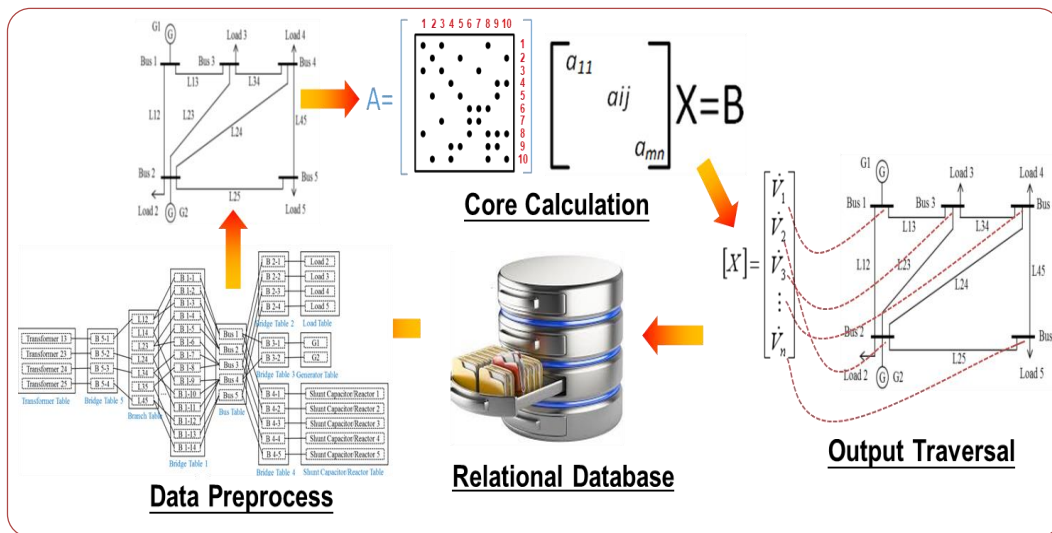 G1
G
Load 3
Load 4
Bus 1
Bus 3
Bus 4
L13
L34
L12
L23
L24
L45
Bus 2
Bus 5
L25
Load 2
G
G2
Load 5
1 2 3 4 5 6 7 8 9 10
A=
1
2
3
4
5
6
7
8
9
10
a11
aij
amn
X=B
Core Calculation
[X]=
V̇1
V̇2
V̇3
⋮
V̇n
G1
G
Load 3
Load 4
Bus 1
Bus 3
Bus
L13
L34
L12
L23
L24
L45
Bus 2
Bus
L25
Load 2
G
G2
Load 5
Output Traversal
Relational Database
Transformer 13
Transformer 23
Transformer 24
Transformer 25
Transformer Table
B 5-1
B 5-2
B 5-3
B 5-4
Bridge Table 5
L12
L14
L23
L24
L34
L35
L45
Branch Table
B 1-1
B 1-2
B 1-3
B 1-4
B 1-5
B 1-6
B 1-7
B 1-8
B 1-9
B 1-10
B 1-11
B 1-12
B 1-13
B 1-14
Bridge Table 1
Bus 1
Bus 2
Bus 3
Bus 4
Bus 5
Bus Table
B 2-1
B 2-2
B 2-3
B 2-4
Bridge Table 2
Load 2
Load 3
Load 4
Load 5
Load Table
B 3-1
B 3-2
Bridge Table 3
G1
G2
Generator Table
B 4-1
B 4-2
B 4-3
B 4-4
B 4-5
Bridge Table 4
Shunt Capacitor/Reactor 1
Shunt Capacitor/Reactor 2
Shunt Capacitor/Reactor 3
Shunt Capacitor/Reactor 4
Shunt Capacitor/Reactor 5
Shunt Capacitor/Reactor Table
Data Preprocess